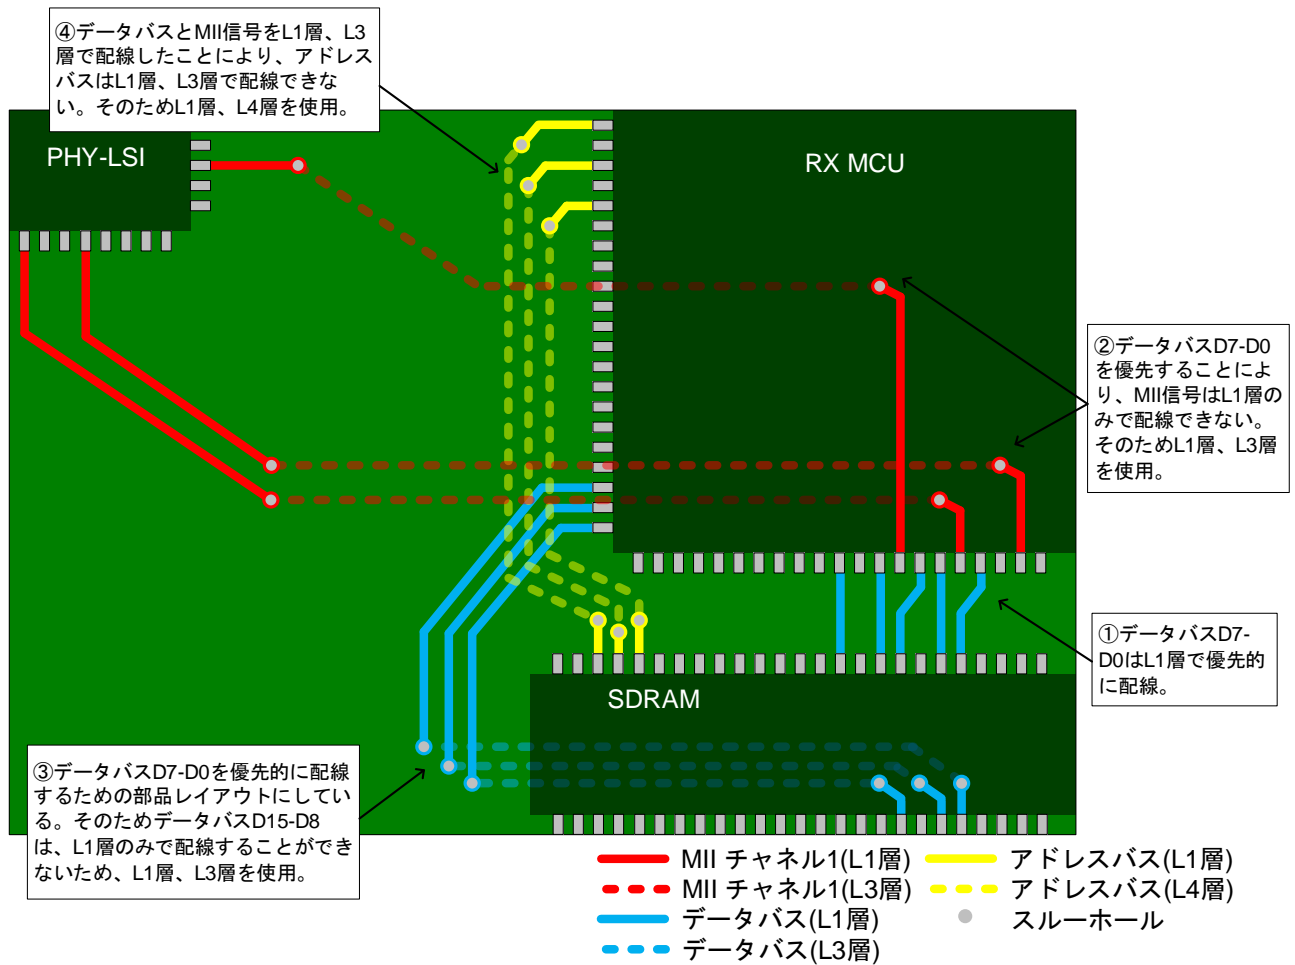 ④データバスとMII信号をL1層、L3
層で配線したことにより、アドレス
バスはL1層、L3層で配線できな
い。そのためL1層、L4層を使用。
PHY-LSI
RX MCU
②データバスD7-D0
を優先することによ
り、MII信号はL1層の
みで配線できない。
そのためL1層、L3層
を使用。
①データバスD7-
D0はL1層で優先的
に配線。
SDRAM
③データバスD7-D0を優先的に配線
するための部品レイアウトにしてい
る。そのためデータバスD15-D8
は、L1層のみで配線することができ
ないため、L1層、L3層を使用。
MII チャネル1(L1層)
MII チャネル1(L3層)
データバス(L1層)
データバス(L3層)
アドレスバス(L1層)
アドレスバス(L4層)
スルーホール